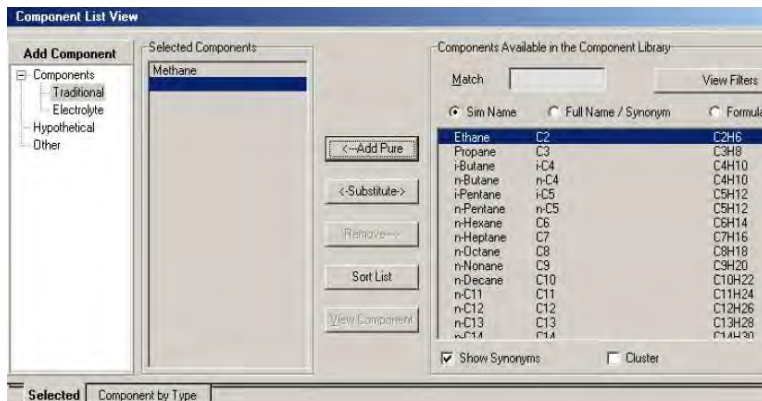 Component List View
Add Component
Components
Traditional
Electrolyte
Hypothetical
Other
Selected Components
Methane
<---Add Pure
<-Substitute->
Remove--->
Sort List
View Component
Components Available in the Component Library
Match
View Filters
Sim Name Full Name / Synonym Formula
Ethane C2 C2H6
Propane C3 C3H8
i-Butane i-C4 C4H10
n-Butane n-C4 C4H10
i-Pentane i-C5 C5H12
n-Pentane n-C5 C5H12
n-Hexane C6 C6H14
n-Heptane C7 C7H16
n-Octane C8 C8H18
n-Nonane C9 C9H20
n-Decane C10 C10H22
n-C11 C11 C11H24
n-C12 C12 C12H26
n-C13 C13 C13H28
n-C14 C14 C14H30
Show Synonyms Cluster
Selected Component by Type